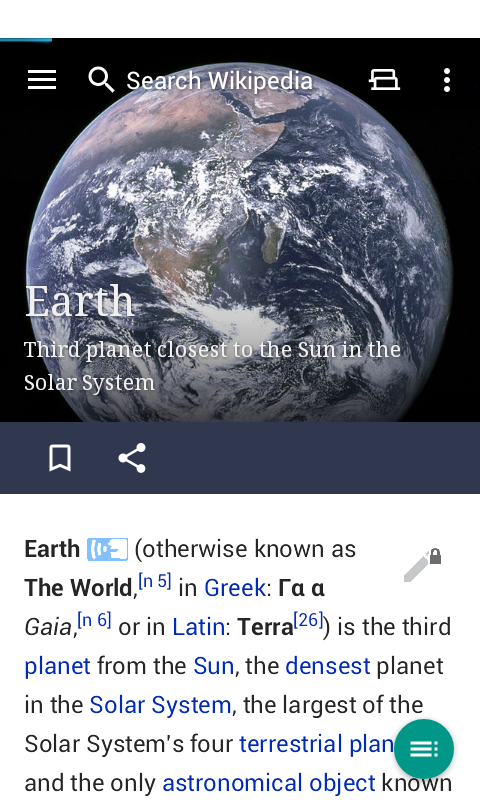 Search Wikipedia
Earth
Third planet closest to the Sun in the
Solar System
Earth (otherwise known as
The World,[n 5] in Greek: Γα α
Gaia,[n 6] or in Latin: Terra[26]) is the third
planet from the Sun, the densest planet
in the Solar System, the largest of the
Solar System's four terrestrial plan
and the only astronomical object known